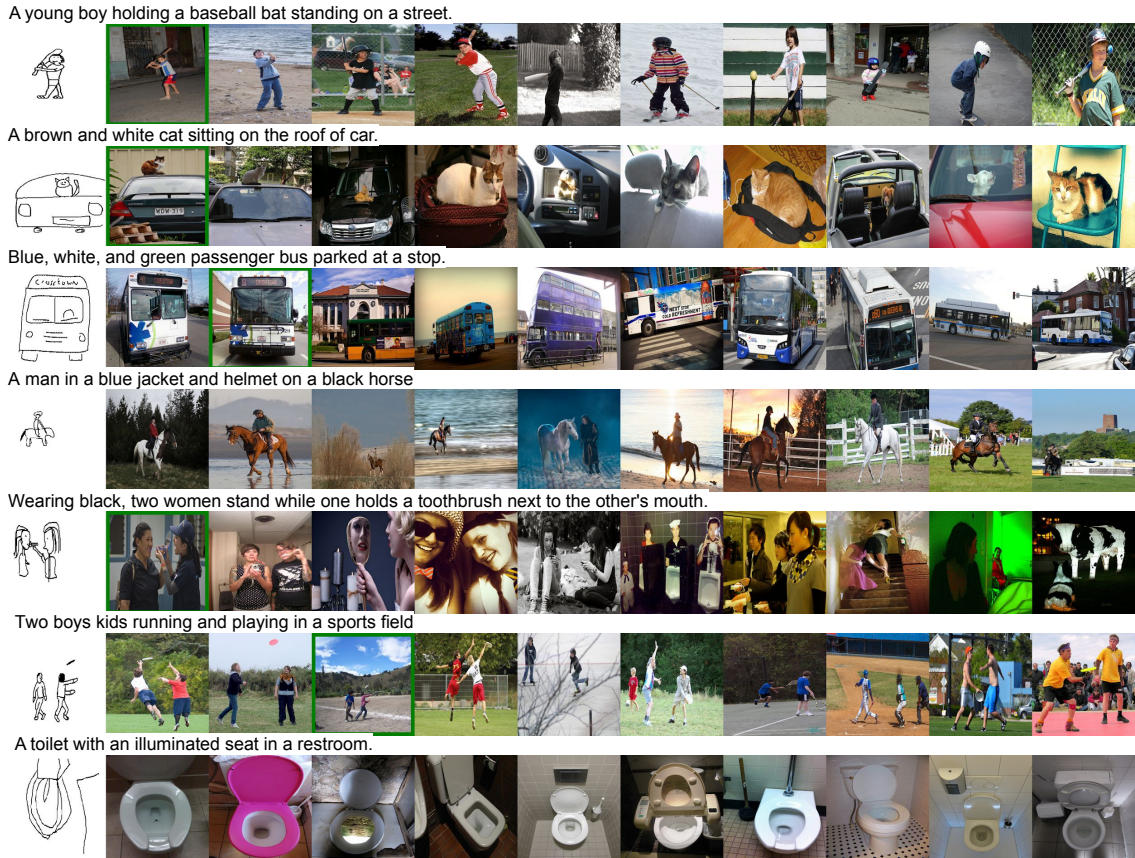 A young boy holding a baseball bat standing on a street.
A brown and white cat sitting on the roof of car.
WDW·319
Blue, white, and green passenger bus parked at a stop.
Crosstown
A man in a blue jacket and helmet on a black horse
Wearing black, two women stand while one holds a toothbrush next to the other's mouth.
Two boys kids running and playing in a sports field
A toilet with an illuminated seat in a restroom.